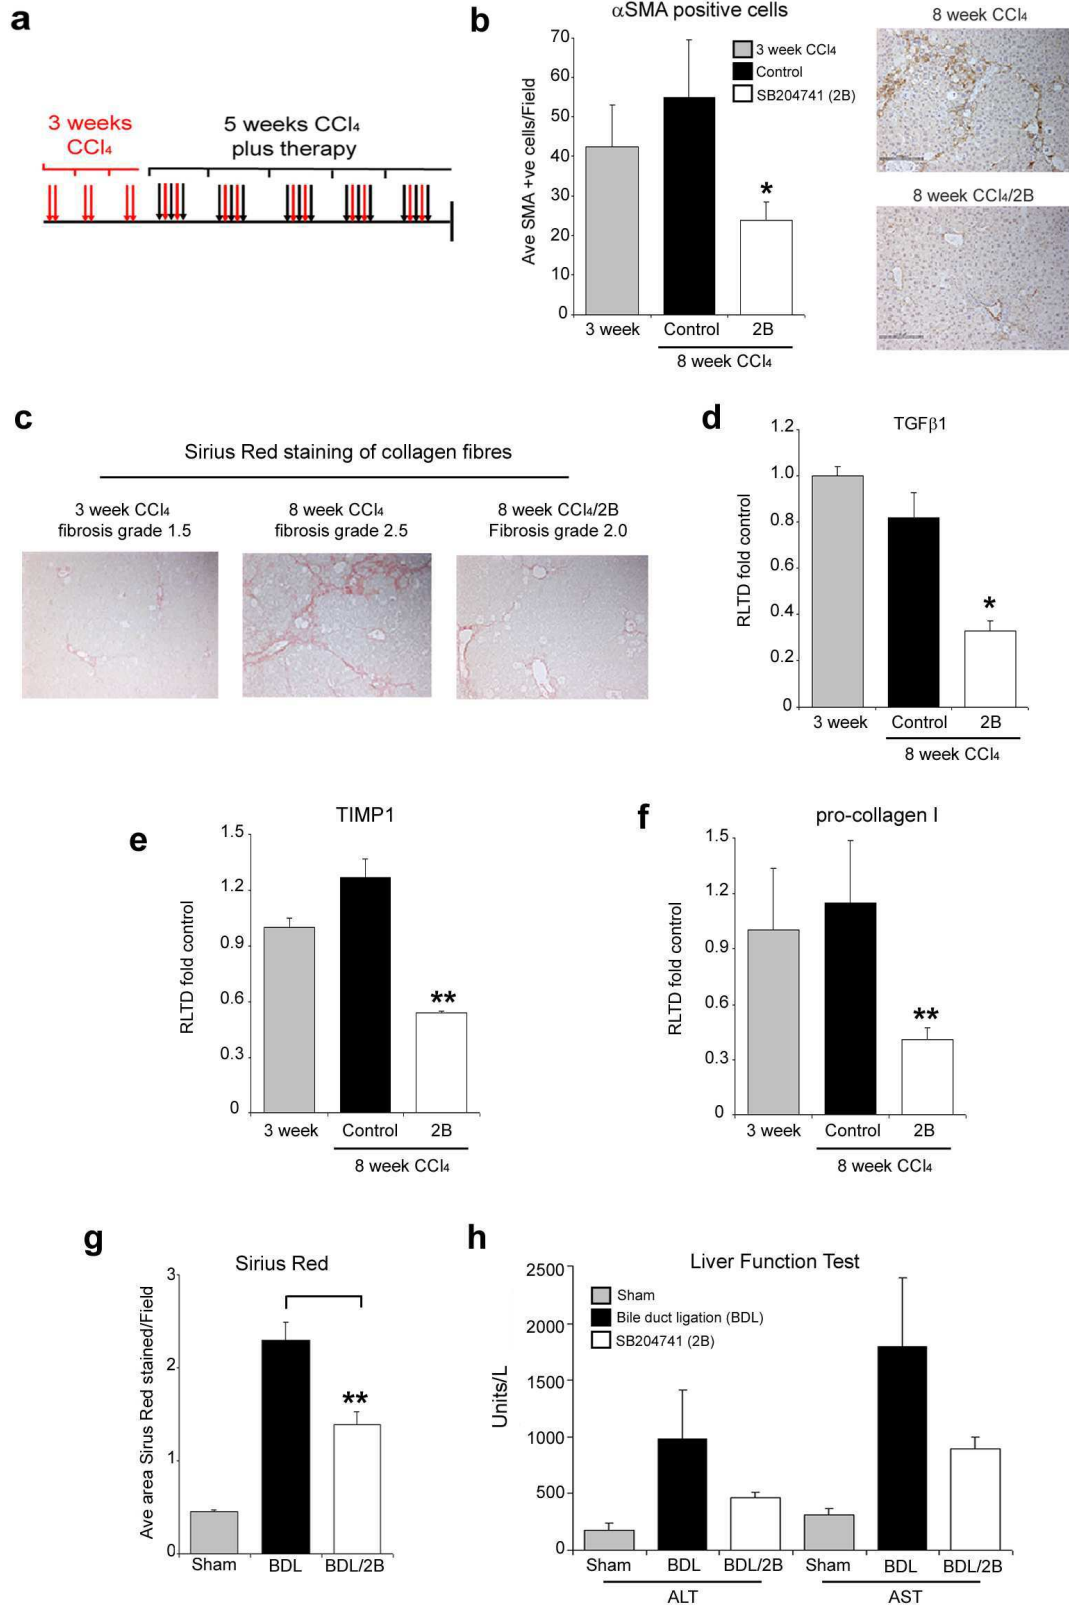 a
3 weeks
CCl₄
5 weeks CCl₄
plus therapy
b
αSMA positive cells
Ave SMA +ve cells/Field
70
60
50
40
30
20
10
0
3 week CCl₄
Control
SB204741 (2B)
*
3 week
Control
2B
8 week CCl₄
8 week CCl₄
8 week CCl₄/2B
c
Sirius Red staining of collagen fibres
3 week CCl₄
fibrosis grade 1.5
8 week CCl₄
fibrosis grade 2.5
8 week CCl₄/2B
Fibrosis grade 2.0
d
TGFβ1
RLTD fold control
1.2
1.0
0.8
0.6
0.4
0.2
0
*
3 week
Control
2B
8 week CCl₄
e
TIMP1
RLTD fold control
1.5
1.2
0.9
0.6
0.3
0
**
3 week
Control
2B
8 week CCl₄
f
pro-collagen I
RLTD fold control
1.5
1.2
0.9
0.6
0.3
0
**
3 week
Control
2B
8 week CCl₄
g
Sirius Red
Ave area Sirus Red stained/Field
3
2
1
0
**
Sham
BDL
BDL/2B
h
Liver Function Test
Units/L
2500
2000
1500
1000
500
0
Sham
Bile duct ligation (BDL)
SB204741 (2B)
Sham
BDL
BDL/2B
Sham
BDL
BDL/2B
ALT
AST